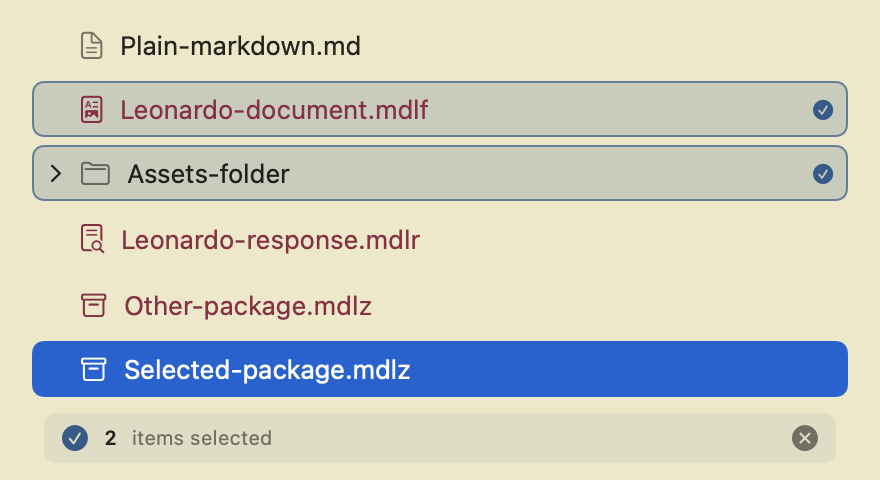 Plain-markdown.md
Leonardo-document.mdlf
Assets-folder
Leonardo-response.mdlr
Other-package.mdlz
Selected-package.mdlz
2 items selected